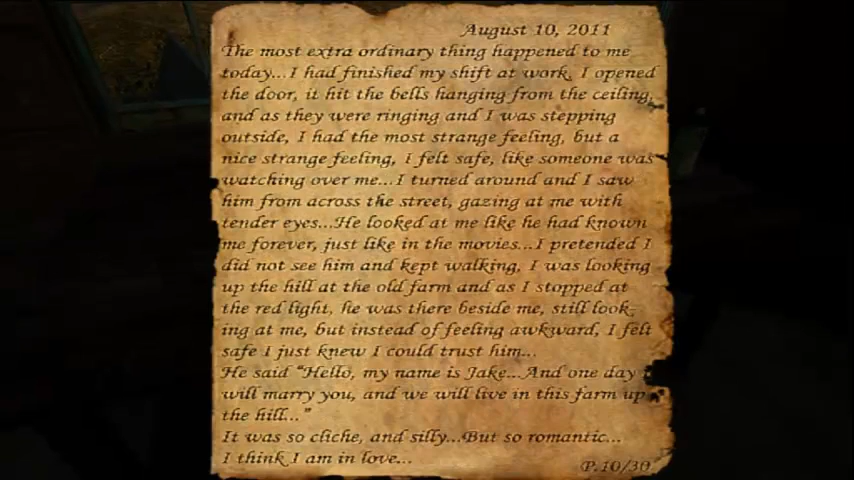 August 10, 2011
The most extra ordinary thing happened to me
today...I had finished my shift at work, I opened
the door, it hit the bells hanging from the ceiling,
and as they were ringing and I was stepping
outside, I had the most strange feeling, but a
nice strange feeling, i felt safe, like someone was
watching over me...I turned around and I saw
him from across the street, gazing at me with
tender eyes...He looked at me like he had known
me forever, just like in the movies...I pretended I
did not see him and kept walking, I was looking
up the hill at the old farm and as I stopped at
the red light, he was there beside me, still look-
ing at me, but instead of feeling awkward, I felt
safe I just knew I could trust him...
He said "Hello, my name is Jake...And one day i
will marry you, and we will live in this farm up
the hill..."
It was so cliche, and silly...But so romantic...
I think I am in love...
P.10/30